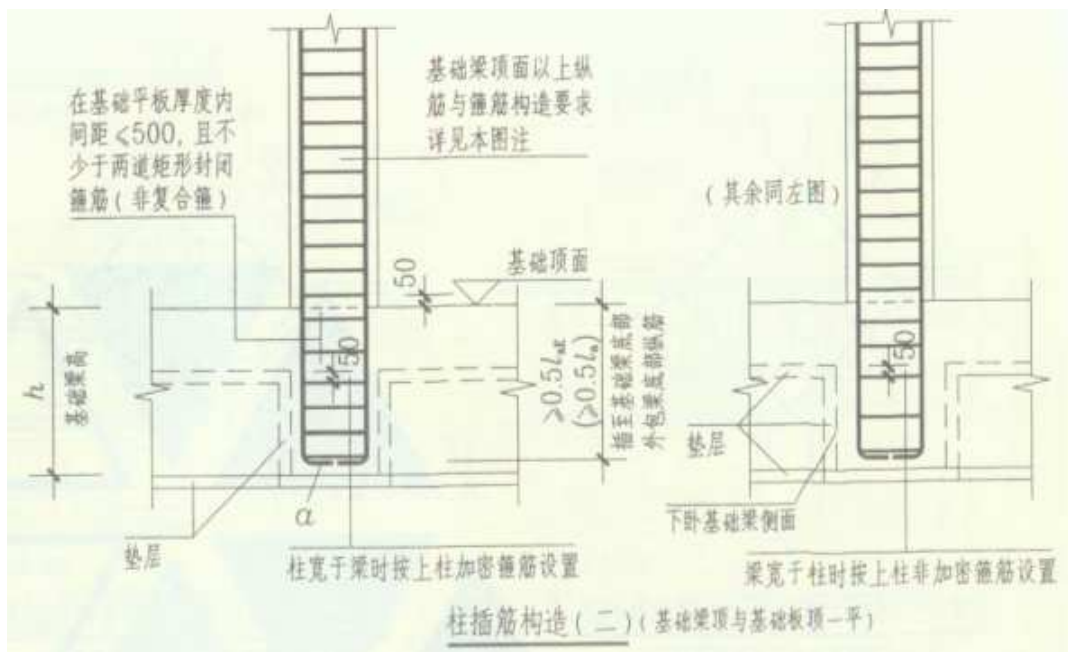 在基础平板厚度内
间距≤500，且不
少于两道矩形封闭
箍筋(非复合箍)
基础梁顶面以上纵
筋与箍筋构造要求
详见本图注
(其余同左图)
50
基础顶面
50
h
基础梁高
>0.5laE
(>0.5la)
插至基础梁底部
外包梁底部纵筋
α
垫层
柱宽于梁时按上柱加密箍筋设置
50
垫层
下卧基础梁侧面
梁宽于柱时按上柱非加密箍筋设置
柱插筋构造(二)(基础梁顶与基础板顶一平)